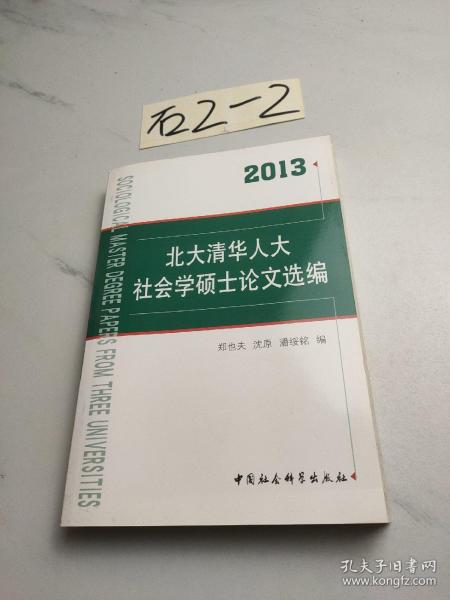 石2-2
2013
北大清华人大
社会学硕士论文选编
郑也夫 沈原 潘绥铭 编
SOCIOLOGICAL MASTER DEGREE PAPERS FROM THREE UNIVERSITIES
中国社会科学出版社
孔夫子旧书网
www.kongfz.com